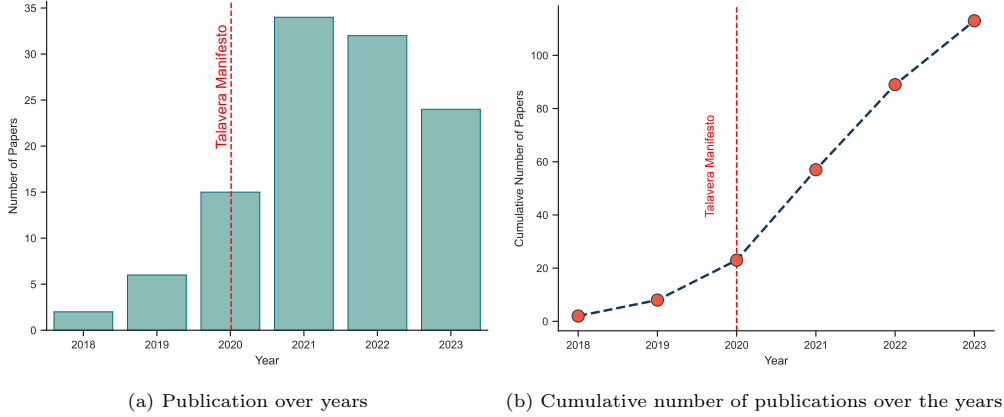 35
30
25
20
15
10
5
0
Number of Papers
Talavera Manifesto
2018 2019 2020 2021 2022 2023
Year
(a) Publication over years
100
80
60
40
20
0
Cumulative Number of Papers
Talavera Manifesto
2018 2019 2020 2021 2022 2023
Year
(b) Cumulative number of publications over the years